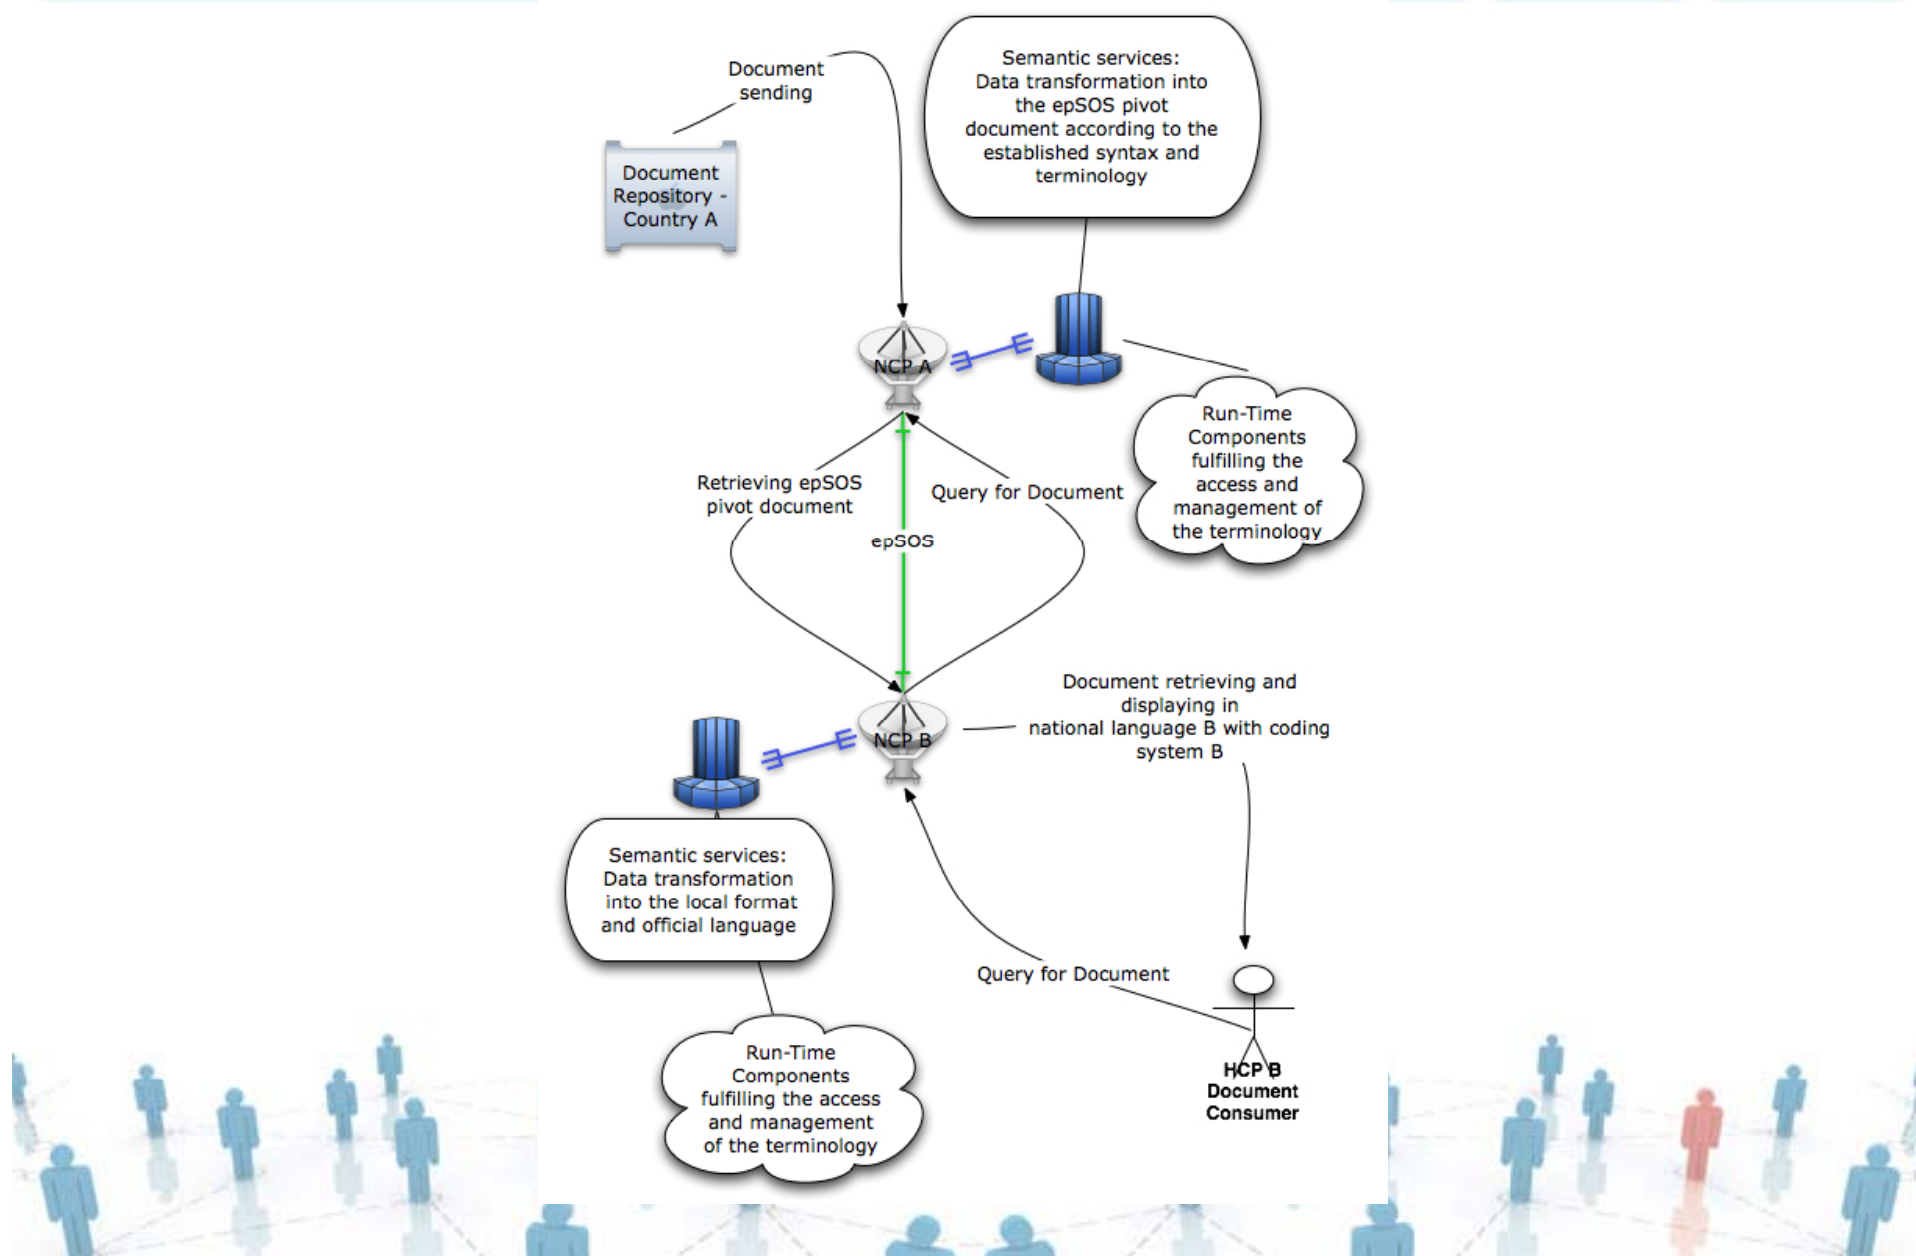 Document
sending
Semantic services:
Data transformation into
the epSOS pivot
document according to the
established syntax and
terminology
Document
Repository -
Country A
NCP A
Run-Time
Components
fulfilling the
access and
management of
the terminology
Retrieving epSOS
pivot document
Query for Document
epSOS
Document retrieving and
displaying in
national language B with coding
system B
NCP B
Semantic services:
Data transformation
into the local format
and official language
Query for Document
Run-Time
Components
fulfilling the access
and management
of the terminology
HCP B
Document
Consumer